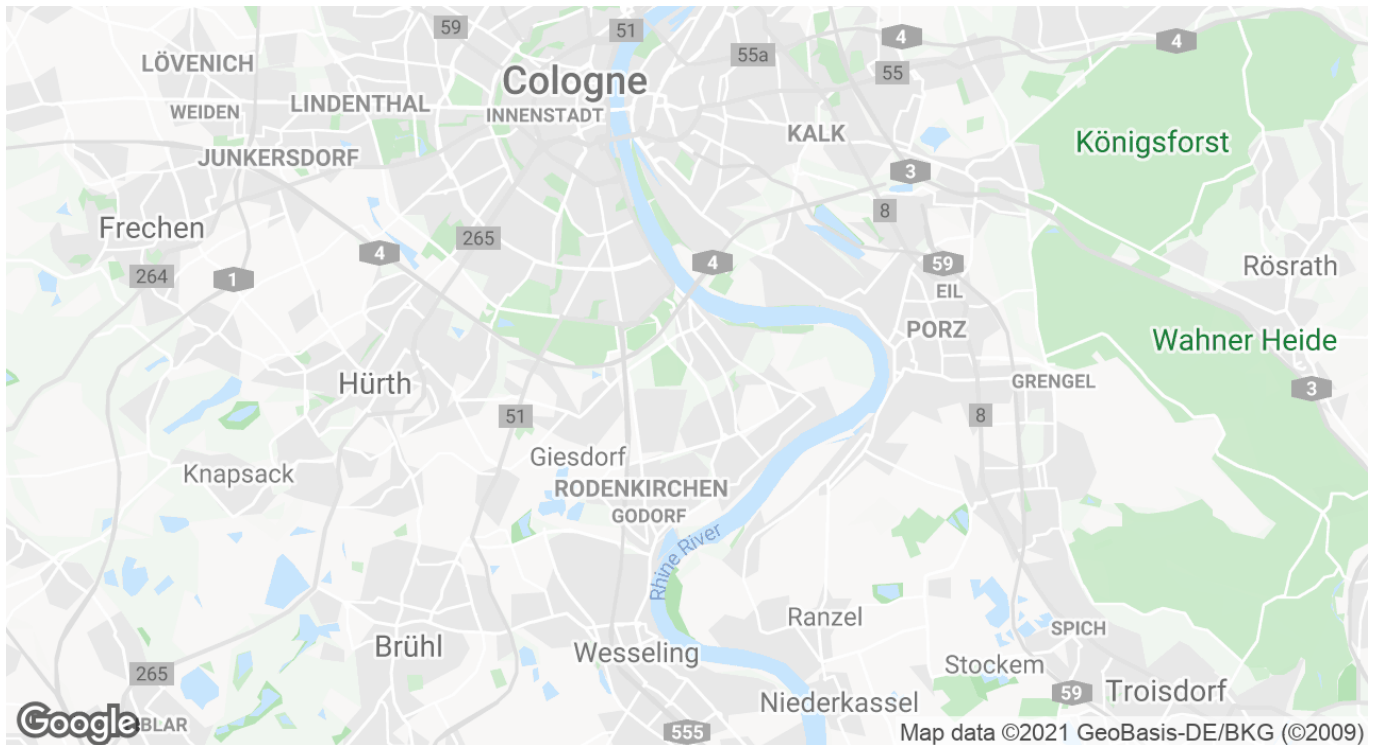 59
51
4
4
55a
55
LÖVENICH
Cologne
WEIDEN
LINDENTHAL
INNENSTADT
KALK
Königsforst
JUNKERSDORF
3
8
Frechen
265
4
4
59
Rösrath
264
1
EIL
PORZ
Wahner Heide
Hürth
GRENGEL
3
51
8
Giesdorf
Knapsack
RODENKIRCHEN
GODORF
Rhine River
Ranzel
SPICH
Brühl
Wesseling
Stockem
265
59
Troisdorf
Niederkassel
Google
BLAR
555
Map data ©2021 GeoBasis-DE/BKG (©2009)